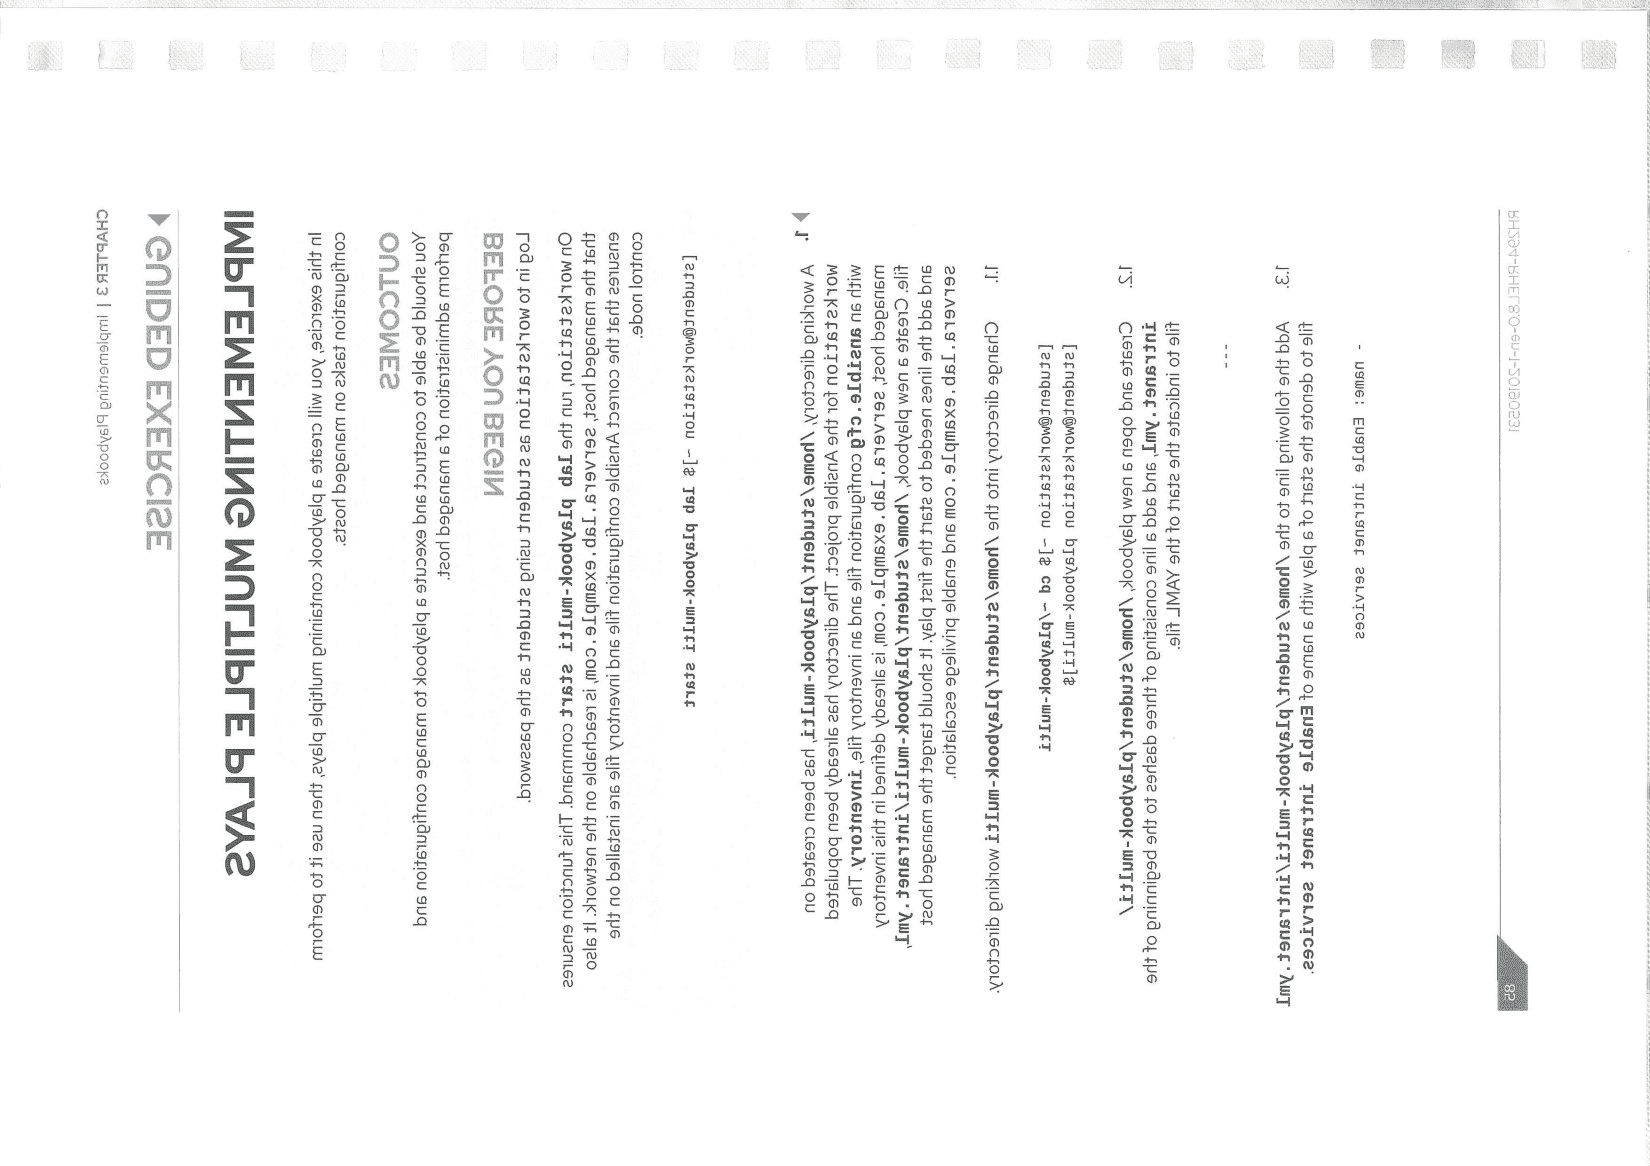 CHAPTER 3 | Implementing Playbooks
GUIDED EXERCISE
IMPLEMENTING MULTIPLE PLAYS
In this exercise, you will create a playbook containing multiple plays, then use it to perform
configuration tasks on managed hosts.
OUTCOMES
You should be able to construct and execute a playbook to manage configuration and
perform administration of a managed host.
BEFORE YOU BEGIN
Log in to workstation as student using student as the password.
On workstation, run the lab playbook-multi start command. This function ensures
that the managed host, servera.lab.example.com, is reachable on the network. It also
ensures that the correct Ansible configuration file and inventory file are installed on the
control node.
[student@workstation ~]$ lab playbook-multi start
1. A working directory, /home/student/playbook-multi, has been created on
workstation for the Ansible project. The directory has already been populated
with an ansible.cfg configuration file and an inventory file, inventory. The
managed host, servera.lab.example.com, is already defined in this inventory
file. Create a new playbook, /home/student/playbook-multi/intranet.yml,
and add the lines needed to start the first play. It should target the managed host
servera.lab.example.com and enable privilege escalation.
1.1. Change directory into the /home/student/playbook-multi working directory.
[student@workstation ~]$ cd ~/playbook-multi
[student@workstation playbook-multi]$
1.2. Create and open a new playbook, /home/student/playbook-multi/
intranet.yml, and add a line consisting of three dashes to the beginning of the
file to indicate the start of the YAML file.
---
1.3. Add the following line to the /home/student/playbook-multi/intranet.yml
file to denote the start of a play with a name of Enable intranet services.
- name: Enable intranet services
RH294-RHEL8.0-en-1-20190531
85